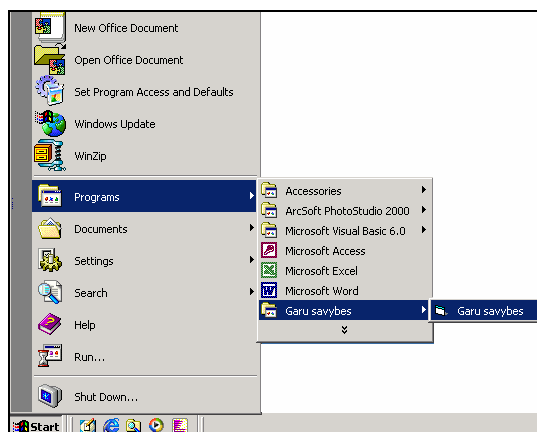 New Office Document
Open Office Document
Set Program Access and Defaults
Windows Update
WinZip
Programs
Documents
Settings
Search
Help
Run...
Shut Down...
Accessories
ArcSoft PhotoStudio 2000
Microsoft Visual Basic 6.0
Microsoft Access
Microsoft Excel
Microsoft Word
Garu savybes
Garu savybes
Start